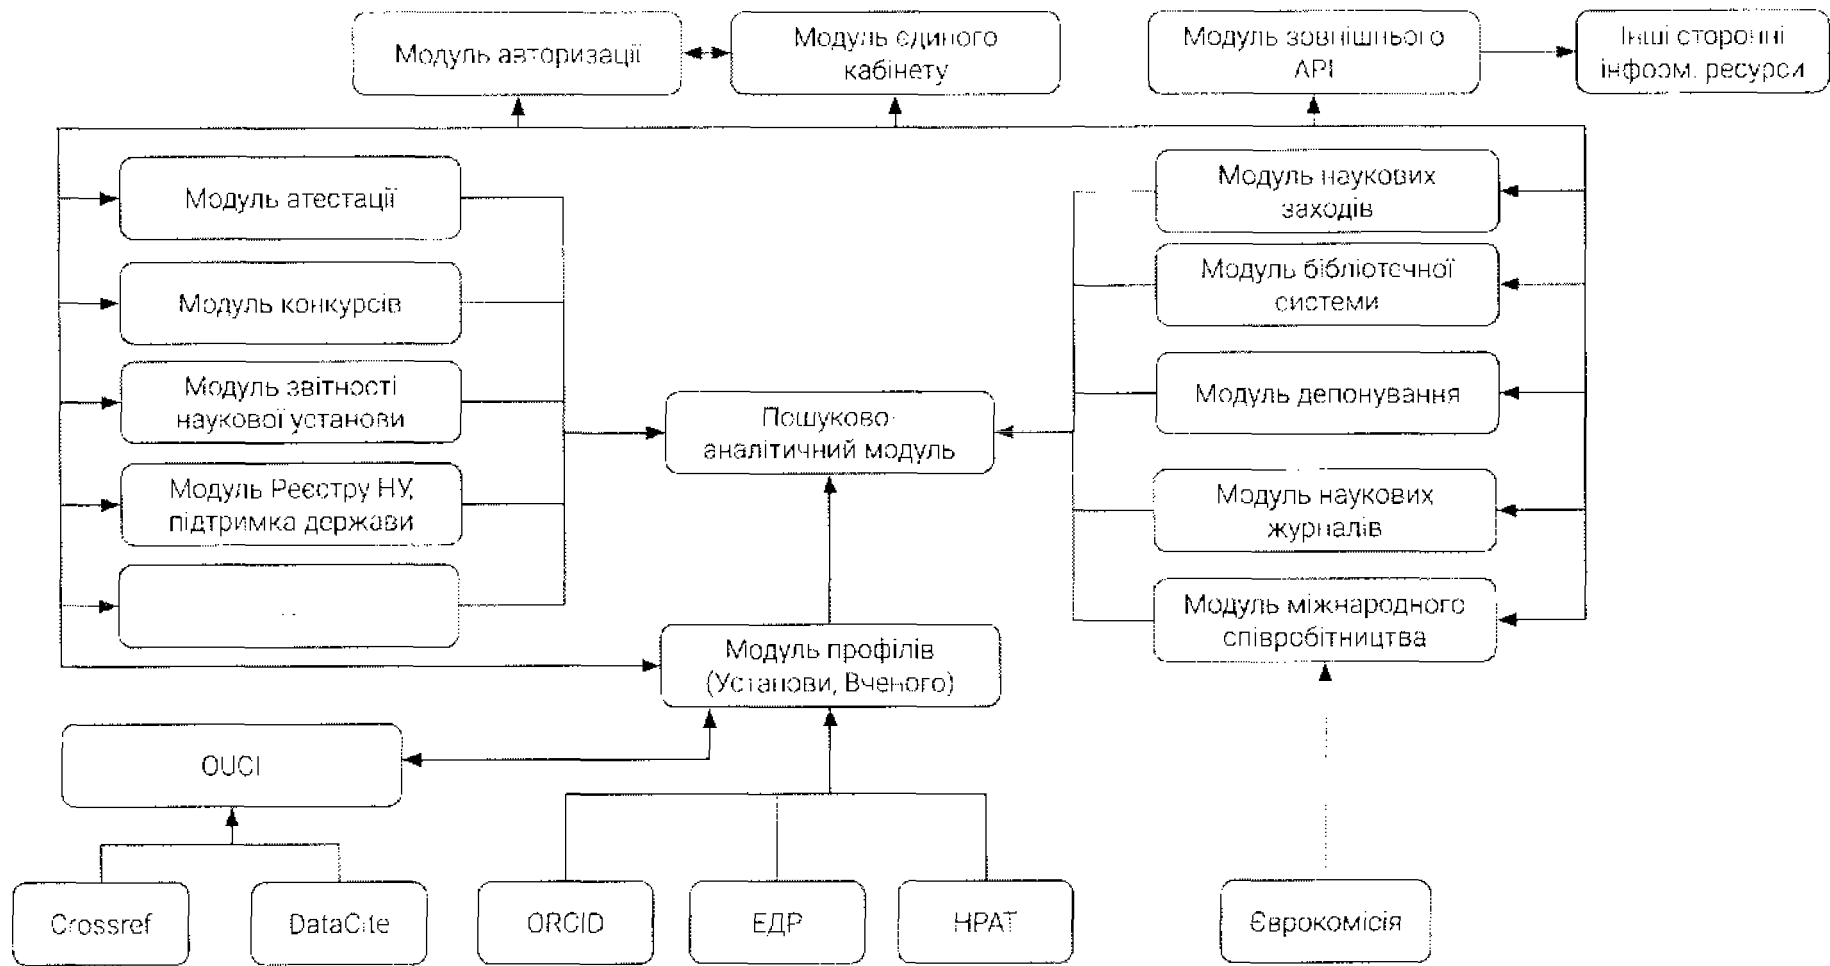 Модуль авторизації
Модуль єдиного
кабінету
Модуль зовнішнього
АРІ
Інші сторонні
інформ. ресурси
Модуль атестації
Модуль конкурсів
Модуль звітності
наукової установи
Модуль Реєстру НУ,
підтримка держави
...
Пошуково-
аналітичний модуль
Модуль наукових
заходів
Модуль бібліотечної
системи
Модуль депонування
Модуль наукових
журналів
Модуль міжнародного
співробітництва
Модуль профілів
(Установи, Вченого)
OUCI
Crossref
DataCite
ORCID
ЕДР
НРАТ
Єврокомісія